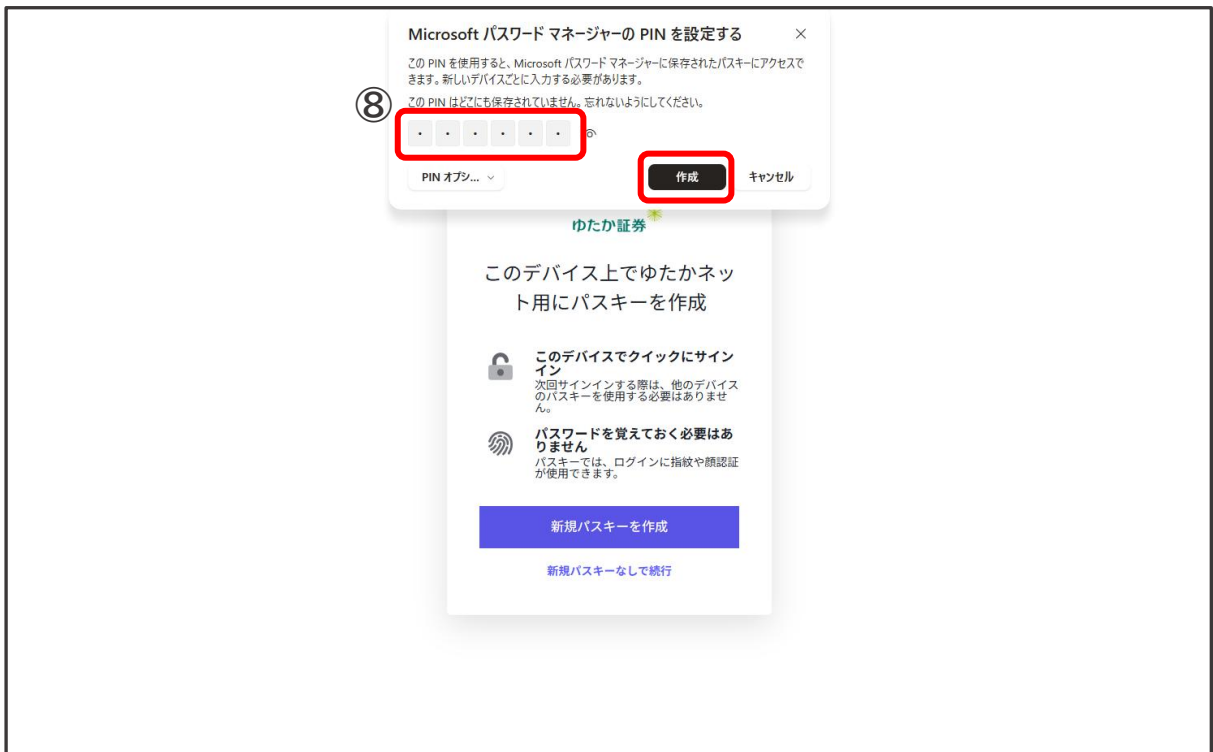 Microsoft パスワード マネージャーの PIN を設定する
この PIN を使用すると、Microsoft パスワード マネージャーに保存されたパスキーにアクセスで
きます。新しいデバイスごとに入力する必要があります。
この PIN はどこにも保存されていません。忘れないようにしてください。
⑧
PIN オプシ...
作成
キャンセル
ゆたか証券
このデバイス上でゆたかネッ
ト用にパスキーを作成
このデバイスでクイックにサイン
イン
次回サインインする際は、他のデバイス
のパスキーを使用する必要はありませ
ん。
パスワードを覚えておく必要はあ
りません
パスキーでは、ログインに指紋や顔認証
が使用できます。
新規パスキーを作成
新規パスキーなしで続行